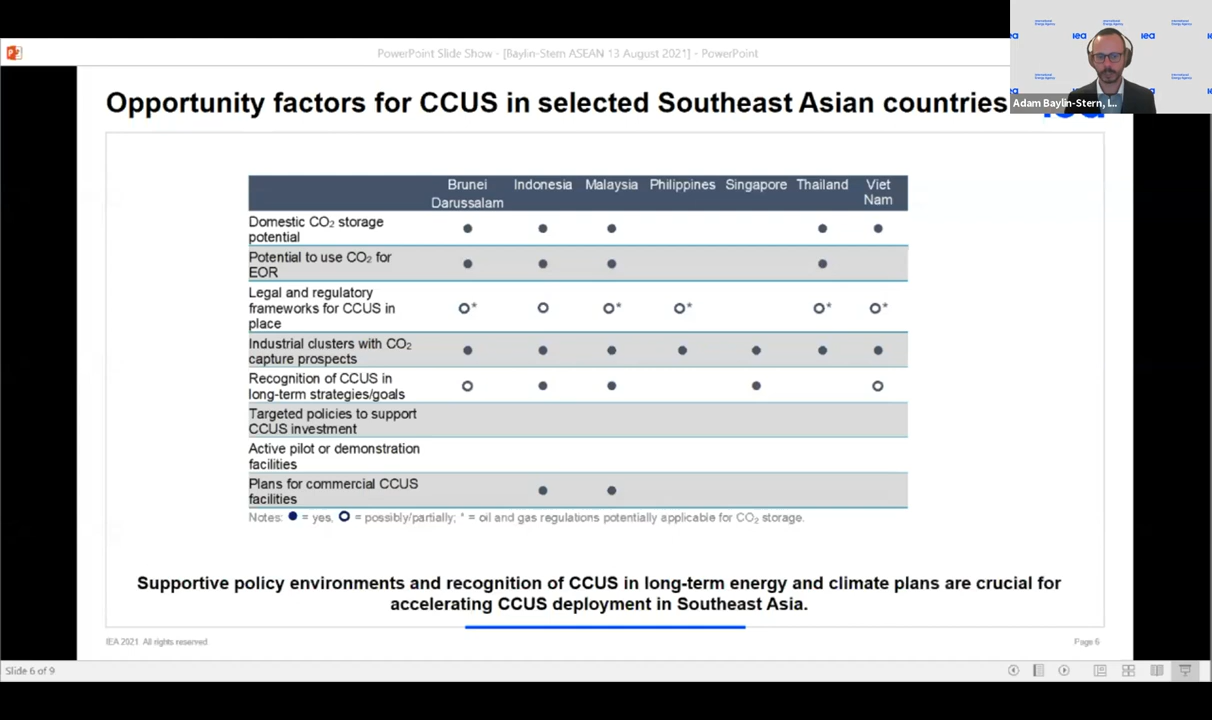 PowerPoint Slide Show - [Baylin-Stern ASEAN 13 August 2021] - PowerPoint
International
Energy Agency
iea
Adam Baylin-Stern, I...
Opportunity factors for CCUS in selected Southeast Asian countries
iea
Brunei Darussalam Indonesia Malaysia Philippines Singapore Thailand Viet Nam
Domestic CO₂ storage
potential
● ● ● ● ●
Potential to use CO₂ for
EOR
● ● ● ●
Legal and regulatory
frameworks for CCUS in
place
○* ○ ○* ○* ○* ○*
Industrial clusters with CO₂
capture prospects
● ● ● ● ● ● ●
Recognition of CCUS in
long-term strategies/goals
○ ● ● ● ○
Targeted policies to support
CCUS investment
Active pilot or demonstration
facilities
Plans for commercial CCUS
facilities
● ●
Notes: ● = yes, ○ = possibly/partially; * = oil and gas regulations potentially applicable for CO₂ storage.
Supportive policy environments and recognition of CCUS in long-term energy and climate plans are crucial for
accelerating CCUS deployment in Southeast Asia.
IEA 2021 All rights reserved
Page 6
Slide 6 of 9